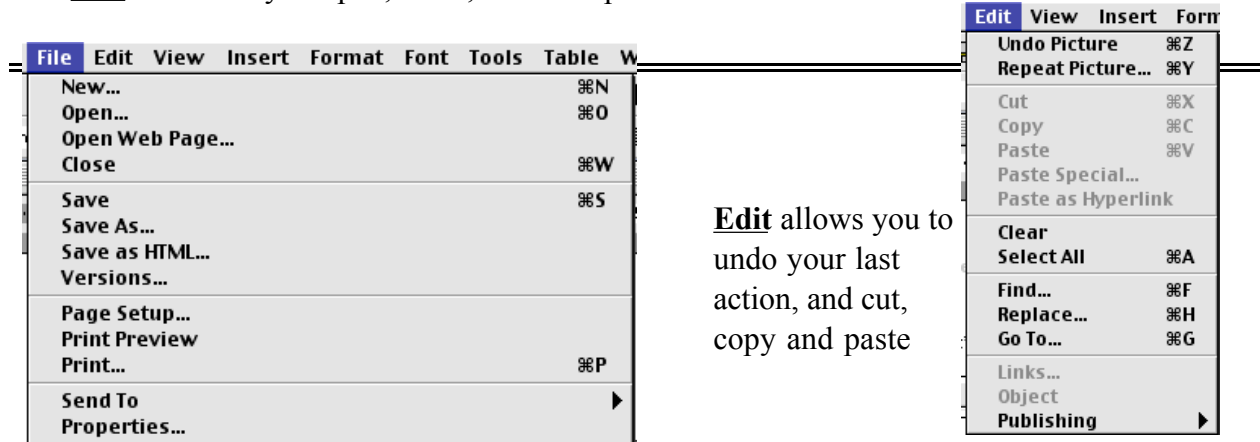 File Edit View Insert Format Font Tools Table
New... ⌘N
Open... ⌘O
Open Web Page...
Close ⌘W
Save ⌘S
Save As...
Save as HTML...
Versions...
Page Setup...
Print Preview
Print... ⌘P
Send To
Properties...
Edit allows you to
undo your last
action, and cut,
copy and paste
Edit View Insert Form
Undo Picture ⌘Z
Repeat Picture... ⌘Y
Cut ⌘X
Copy ⌘C
Paste ⌘V
Paste Special...
Paste as Hyperlink
Clear
Select All ⌘A
Find... ⌘F
Replace... ⌘H
Go To... ⌘G
Links...
Object
Publishing